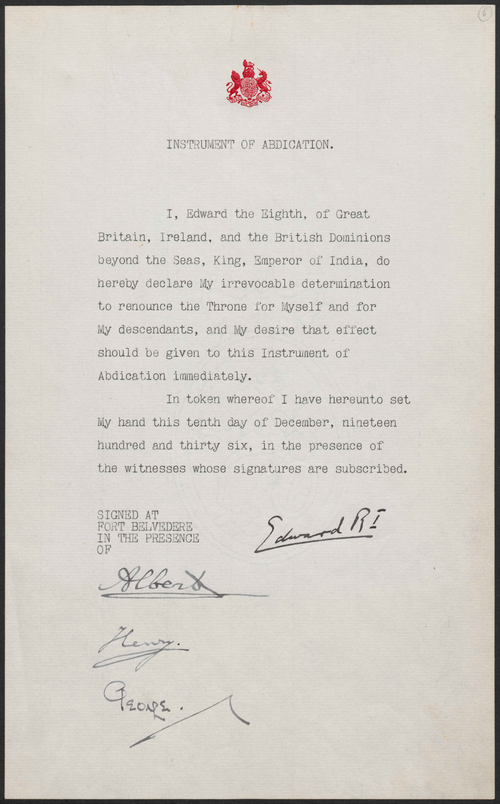 6
INSTRUMENT OF ABDICATION.
I, Edward the Eighth, of Great
Britain, Ireland, and the British Dominions
beyond the Seas, King, Emperor of India, do
hereby declare My irrevocable determination
to renounce the Throne for Myself and for
My descendants, and My desire that effect
should be given to this Instrument of
Abdication immediately.
In token whereof I have hereunto set
My hand this tenth day of December, nineteen
hundred and thirty six, in the presence of
the witnesses whose signatures are subscribed.
SIGNED AT
FORT BELVEDERE
IN THE PRESENCE
OF
Edward RI
Albert
Henry.
George.